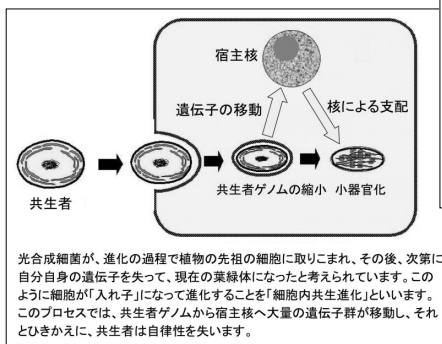 宿主核
遺伝子の移動
核による支配
共生者
共生者ゲノムの縮小
小器官化
光合成細菌が、進化の過程で植物の先祖の細胞に取りこまれ、その後、次第に
自分自身の遺伝子を失って、現在の葉緑体になったと考えられています。この
ように細胞が「入れ子」になって進化することを「細胞内共生進化」といいます。
このプロセスでは、共生者ゲノムから宿主核へ大量の遺伝子群が移動し、それ
とひきかえに、共生者は自律性を失います。